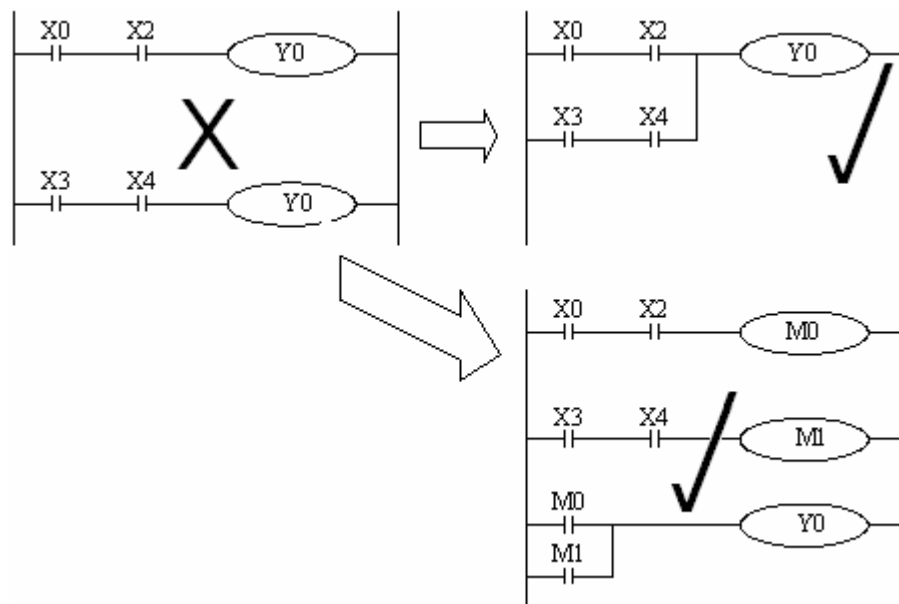 X0 X2 Y0
X3 X4 Y0
X0 X2 Y0
X3 X4
X0 X2 M0
X3 X4 M1
M0 Y0
M1